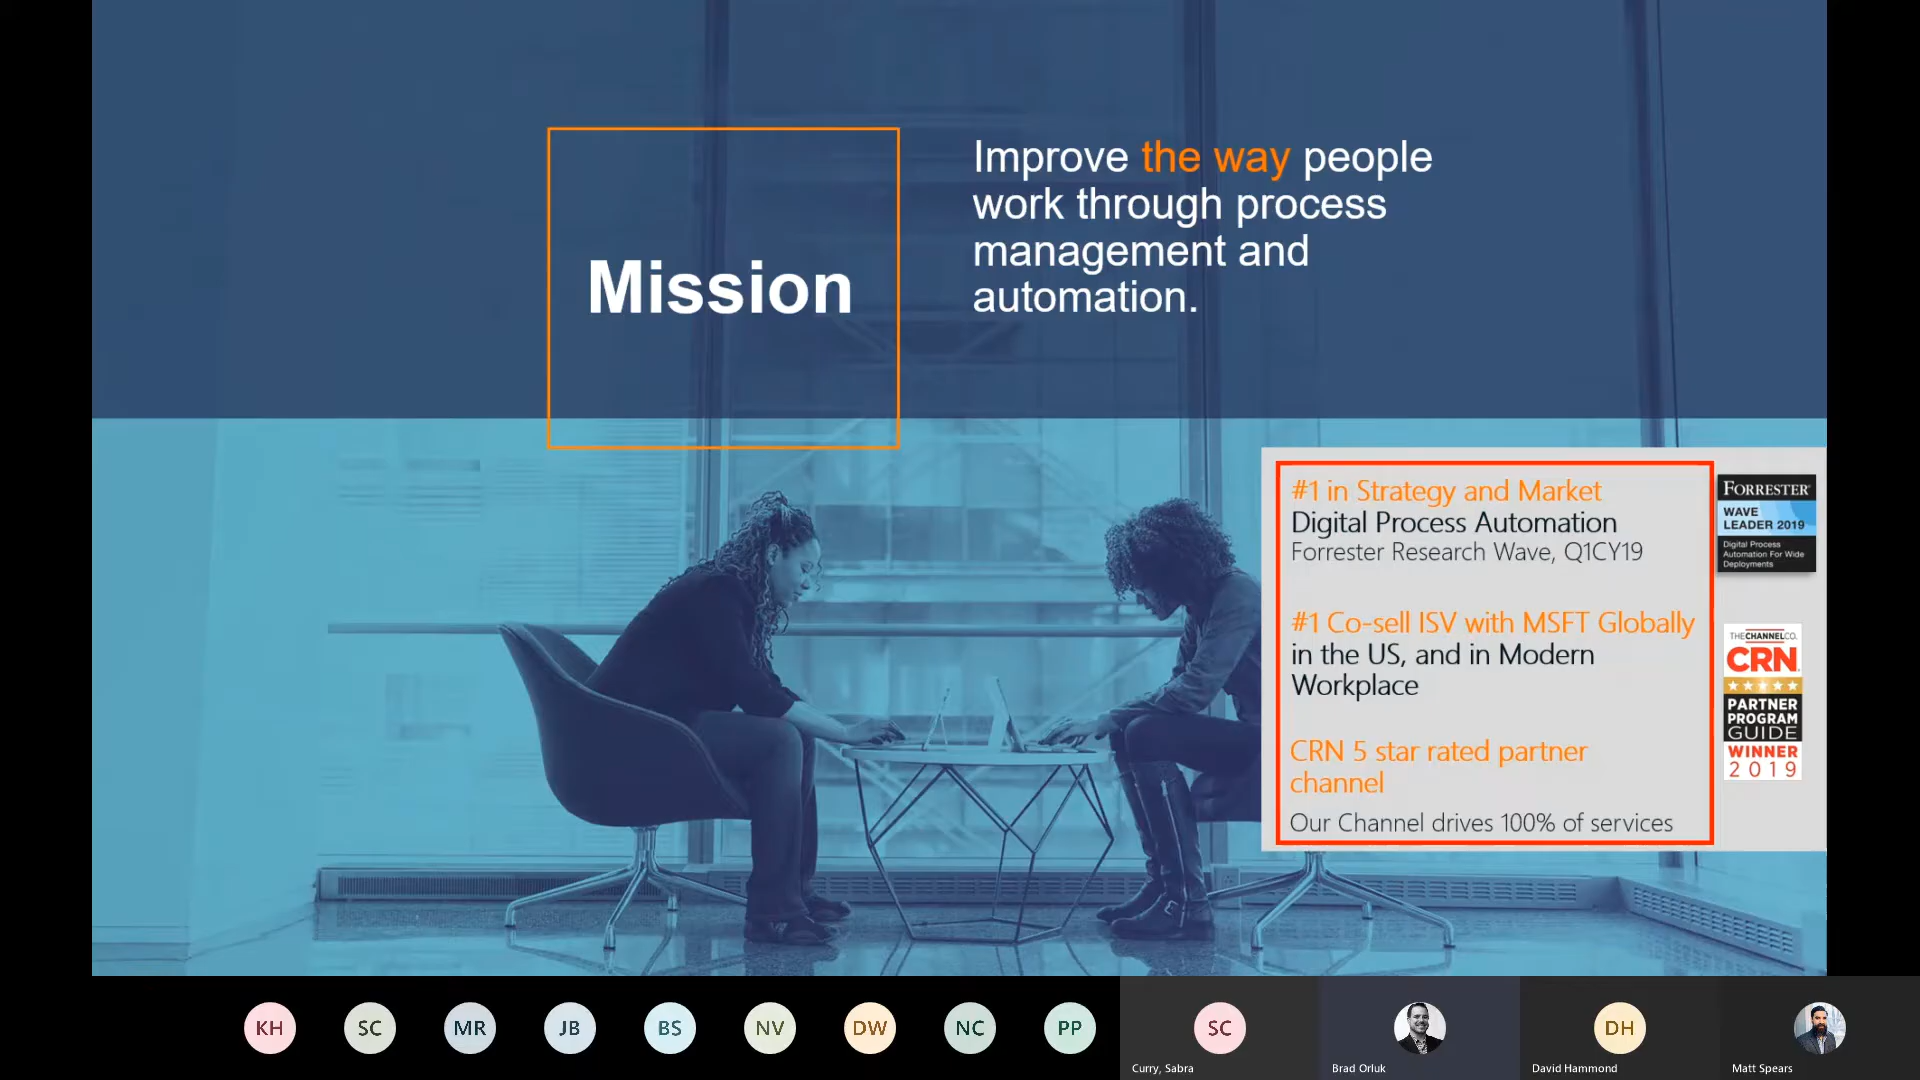 Mission
Improve the way people
work through process
management and
automation.
#1 in Strategy and Market
Digital Process Automation
Forrester Research Wave, Q1CY19
#1 Co-sell ISV with MSFT Globally
in the US, and in Modern
Workplace
CRN 5 star rated partner
channel
Our Channel drives 100% of services
FORRESTER
WAVE
LEADER 2019
Digital Process
Automation For Wide
Deployments
THE CHANNEL CO.
CRN
PARTNER
PROGRAM
GUIDE
WINNER
2019
KH
SC
MR
JB
BS
NV
DW
NC
PP
SC
Curry, Sabra
Brad Orluk
DH
David Hammond
Matt Spears